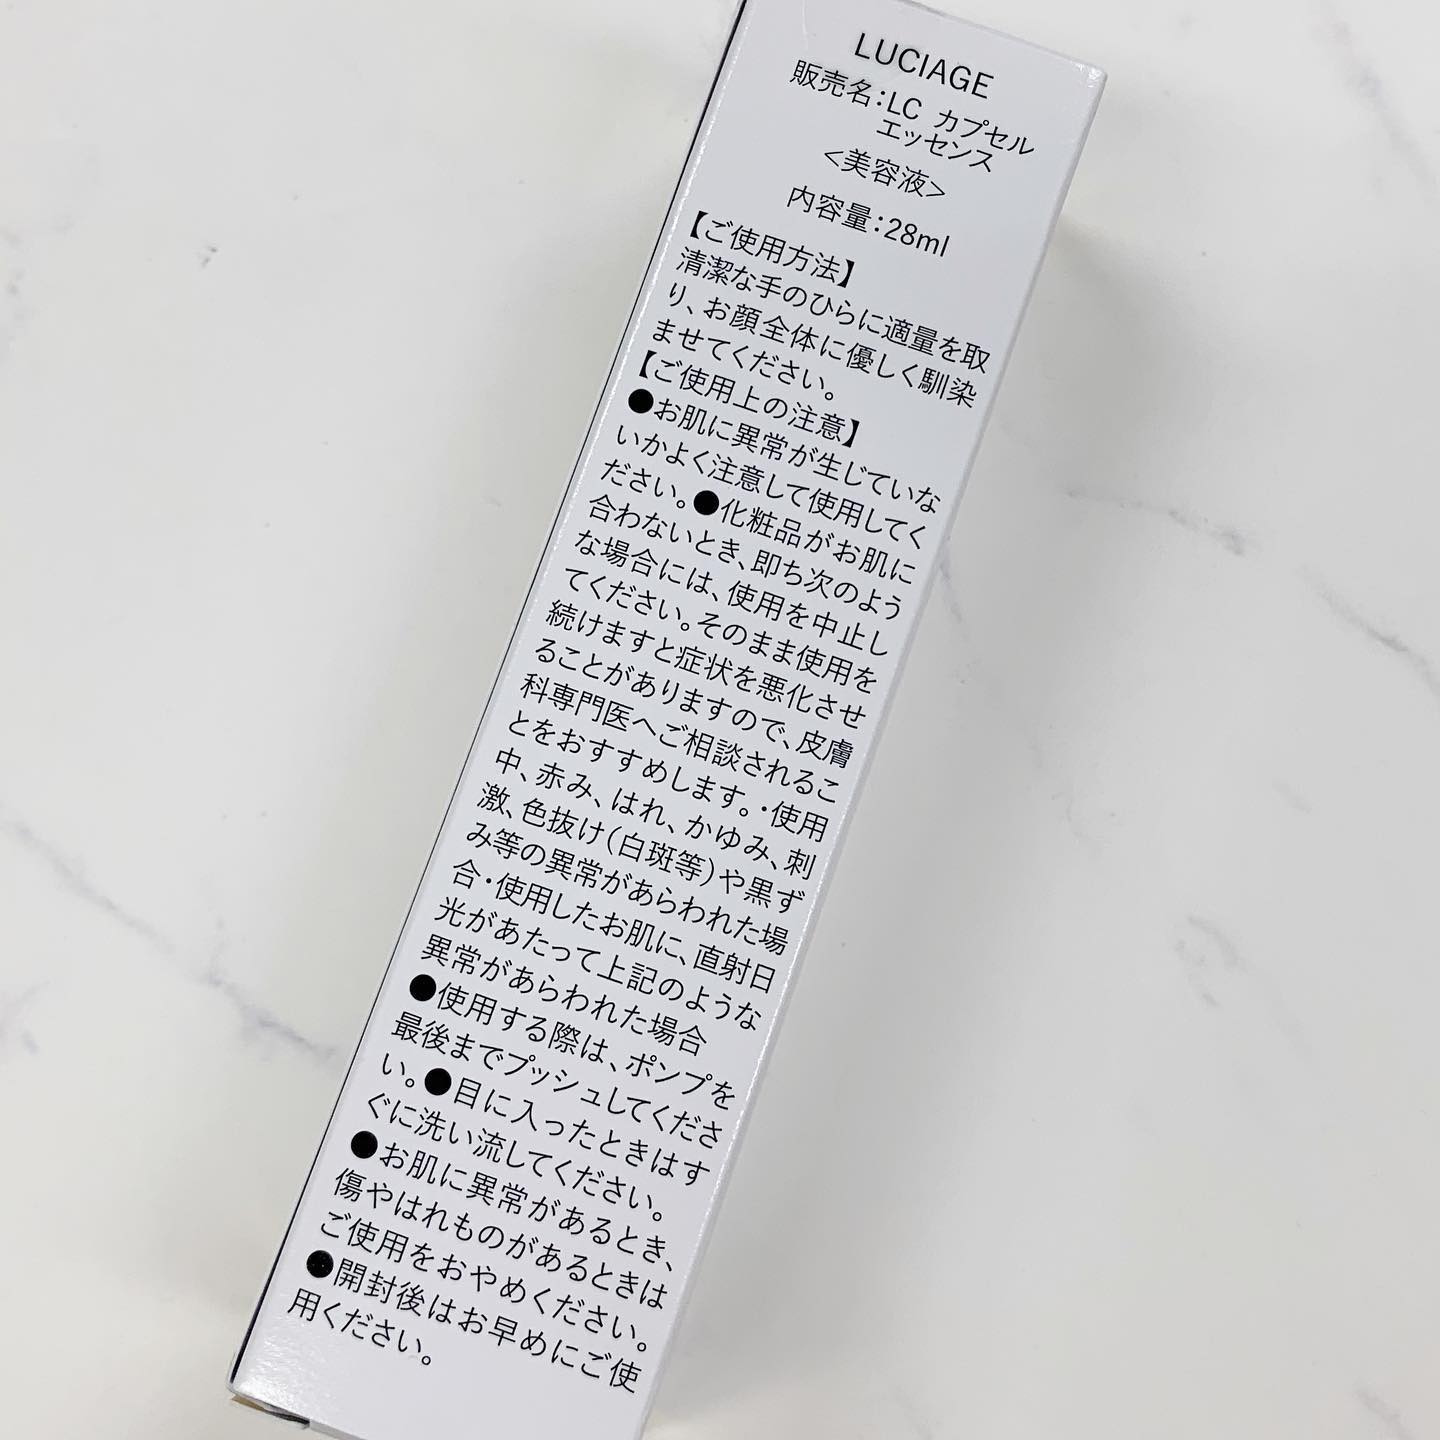 LUCIAGE
販売名：LC カプセル
エッセンス
<美容液>
内容量：28ml
【ご使用方法】
清潔な手のひらに適量を取
り、お顔全体に優しく馴染
ませてください。
【ご使用上の注意】
●お肌に異常が生じていな
いかよく注意して使用してく
ださい。●化粧品がお肌に
合わないとき、即ち次のよう
な場合には、使用を中止し
てください。そのまま使用を
続けますと症状を悪化させ
ることがありますので、皮膚
科専門医へご相談されるこ
とをおすすめします。・使用
中、赤み、はれ、かゆみ、刺
激、色抜け（白斑等）や黒ず
み等の異常があらわれた場
合・使用したお肌に、直射日
光があたって上記のような
異常があらわれた場合
●使用する際は、ポンプを
最後までプッシュしてくださ
い。●目に入ったときはす
ぐに洗い流してください。
●お肌に異常があるとき、
傷やはれものがあるときは
ご使用をおやめください。
●開封後はお早めにご使
用ください。